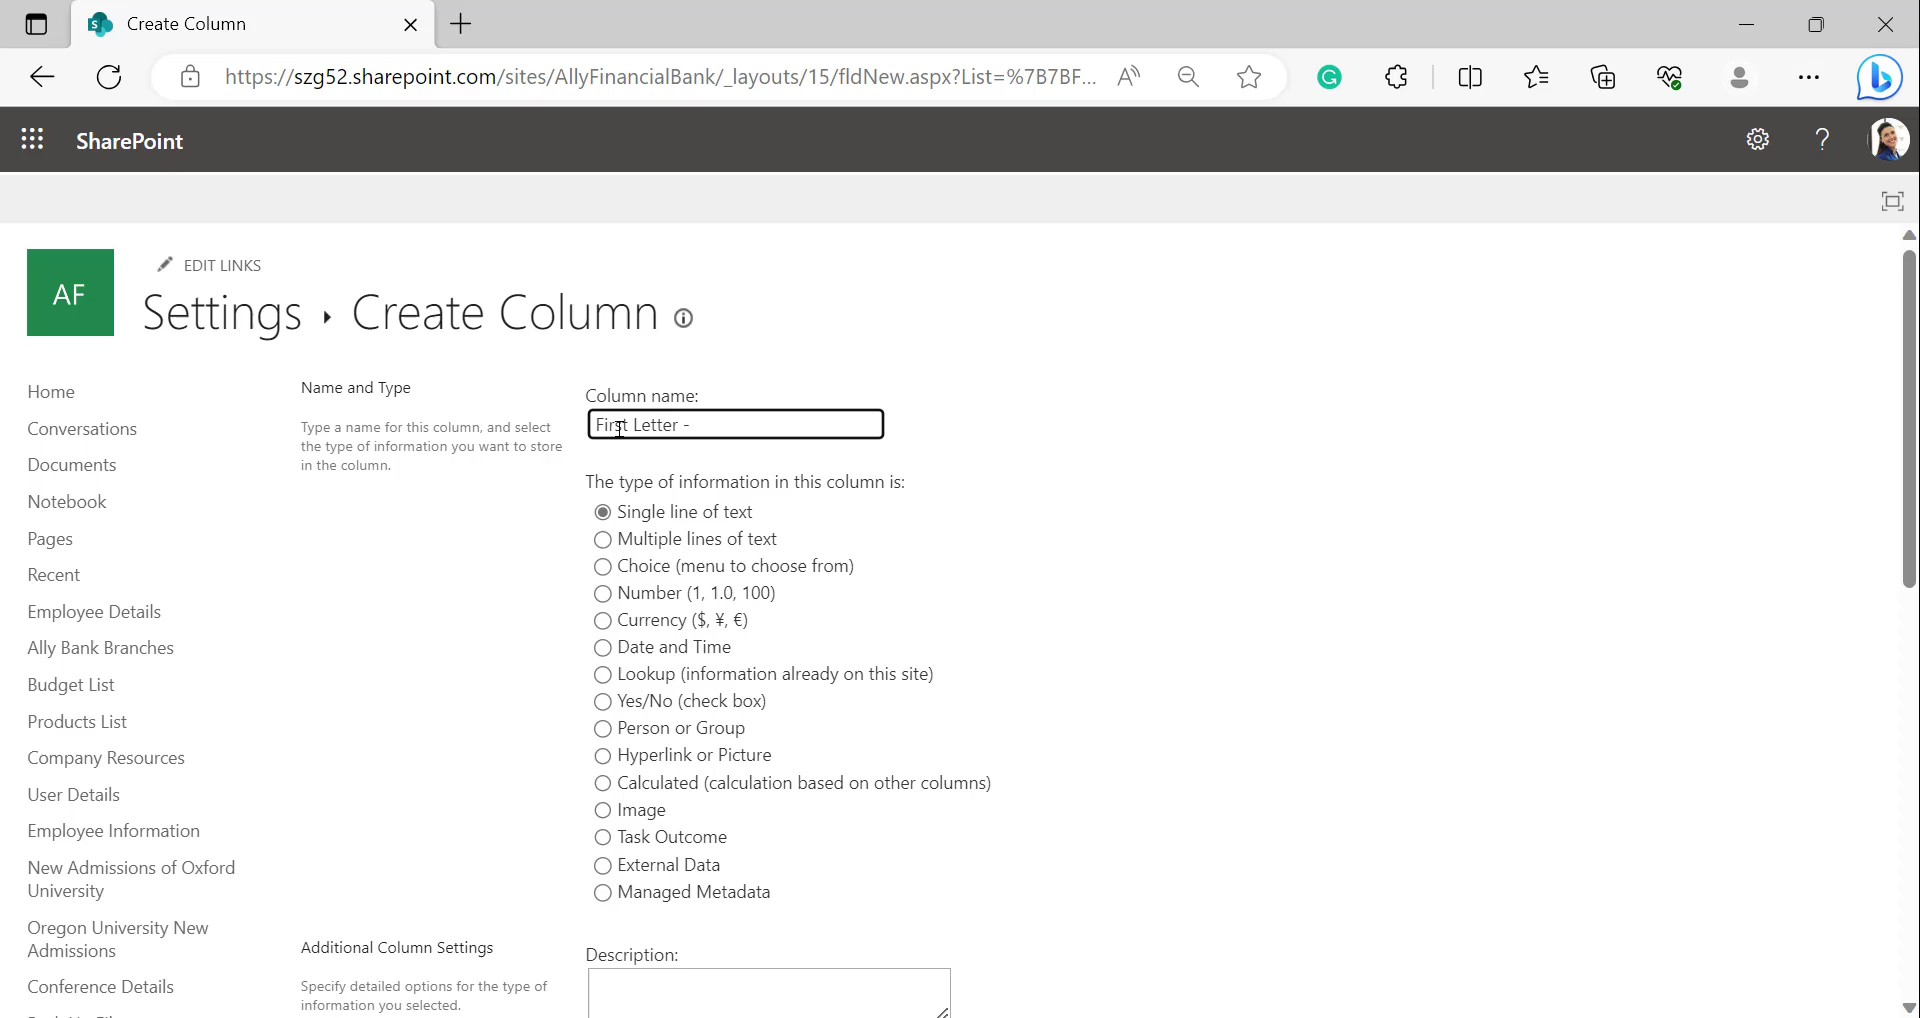 Create Column
https://szg52.sharepoint.com/sites/AllyFinancialBank/_layouts/15/fldNew.aspx?List=%7B7BF...
SharePoint
AF
EDIT LINKS
Settings ▸ Create Column
Home
Conversations
Documents
Notebook
Pages
Recent
Employee Details
Ally Bank Branches
Budget List
Products List
Company Resources
User Details
Employee Information
New Admissions of Oxford
University
Oregon University New
Admissions
Conference Details
Name and Type
Type a name for this column, and select
the type of information you want to store
in the column.
Column name:
First Letter -
The type of information in this column is:
Single line of text
Multiple lines of text
Choice (menu to choose from)
Number (1, 1.0, 100)
Currency ($, ¥, €)
Date and Time
Lookup (information already on this site)
Yes/No (check box)
Person or Group
Hyperlink or Picture
Calculated (calculation based on other columns)
Image
Task Outcome
External Data
Managed Metadata
Additional Column Settings
Specify detailed options for the type of
information you selected.
Description: